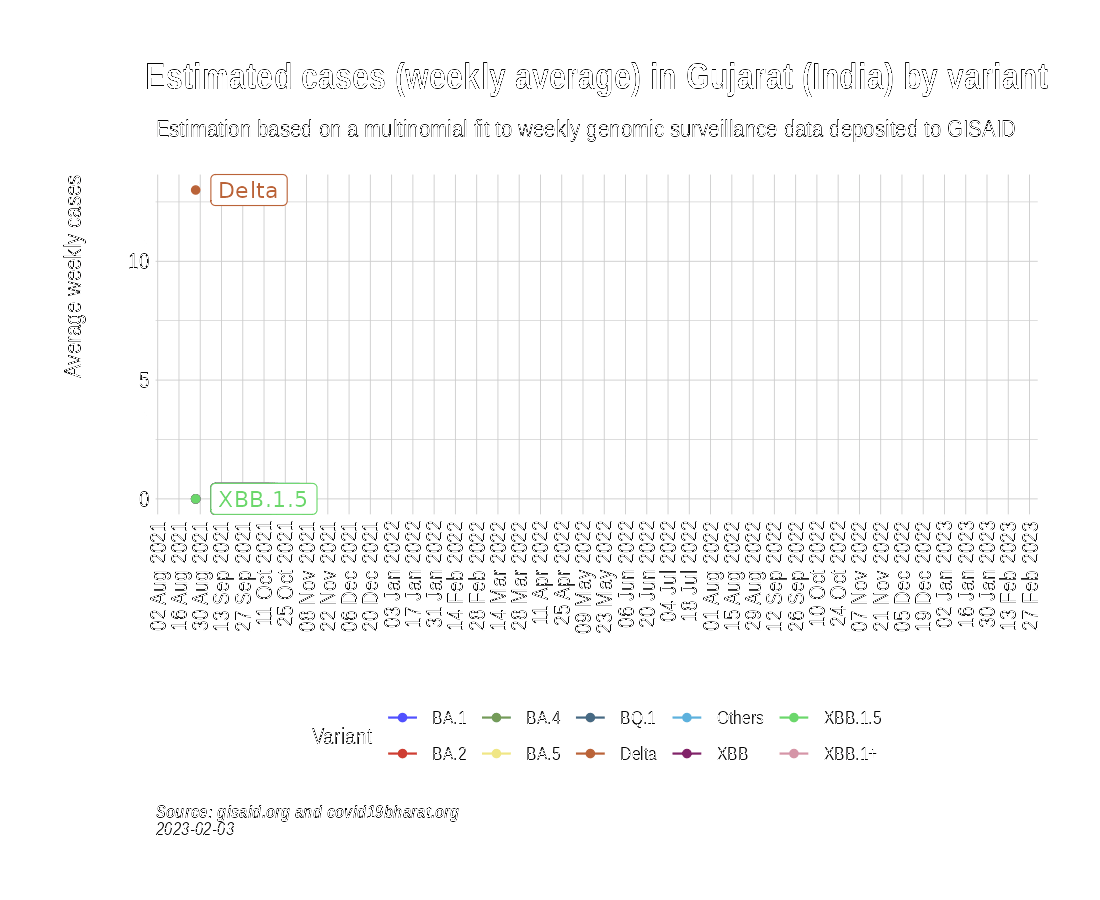 Estimated cases (weekly average) in Gujarat (India) by variant
Estimation based on a multinomial fit to weekly genomic surveillance data deposited to GISAID
Average weekly cases
Delta
10
5
0
XBB.1.5
02 Aug 2021
16 Aug 2021
30 Aug 2021
13 Sep 2021
27 Sep 2021
11 Oct 2021
25 Oct 2021
08 Nov 2021
22 Nov 2021
06 Dec 2021
20 Dec 2021
03 Jan 2022
17 Jan 2022
31 Jan 2022
14 Feb 2022
28 Feb 2022
14 Mar 2022
28 Mar 2022
11 Apr 2022
25 Apr 2022
09 May 2022
23 May 2022
06 Jun 2022
20 Jun 2022
04 Jul 2022
18 Jul 2022
01 Aug 2022
15 Aug 2022
29 Aug 2022
12 Sep 2022
26 Sep 2022
10 Oct 2022
24 Oct 2022
07 Nov 2022
21 Nov 2022
05 Dec 2022
19 Dec 2022
02 Jan 2023
16 Jan 2023
30 Jan 2023
13 Feb 2023
27 Feb 2023
Variant
BA.1 BA.4 BQ.1 Others XBB.1.5
BA.2 BA.5 Delta XBB XBB.1+
Source: gisaid.org and covid19bharat.org
2023-02-03